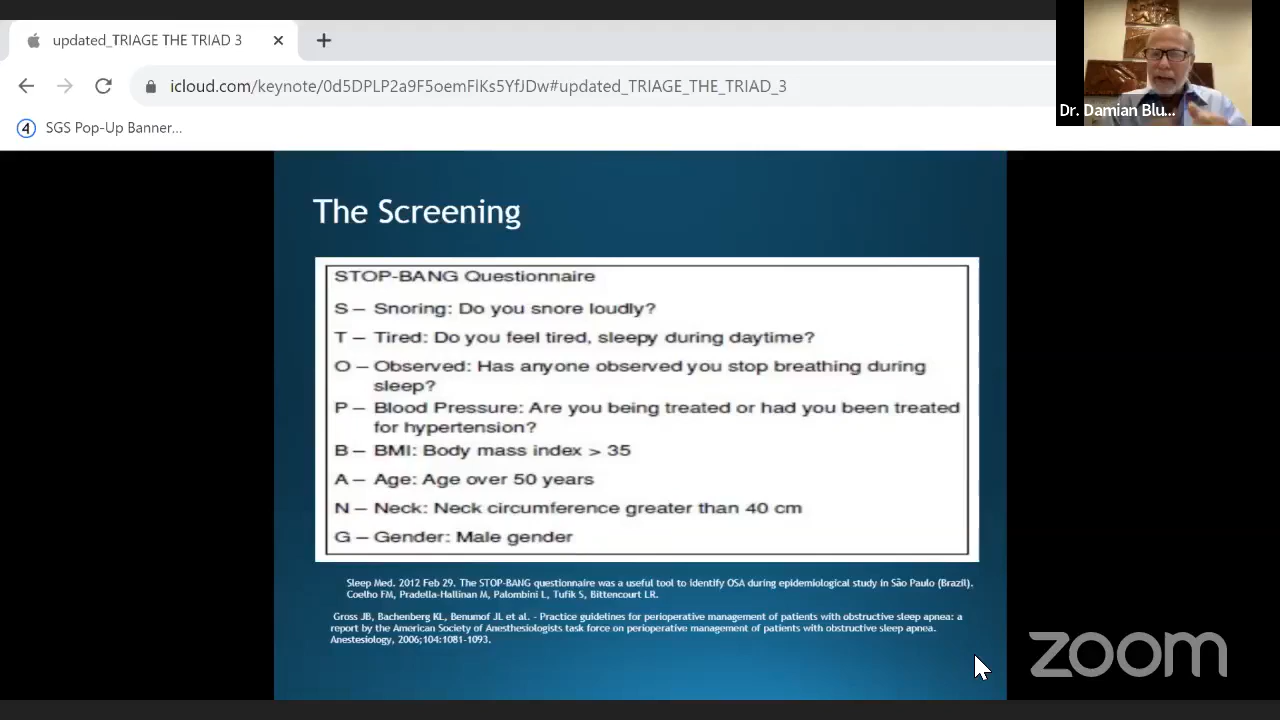 updated_TRIAGE THE TRIAD 3
icloud.com/keynote/0d5DPLP2a9F5oemFlKs5YfJDw#updated_TRIAGE_THE_TRIAD_3
Dr. Damian Blu...
4 SGS Pop-Up Banner...
The Screening
STOP-BANG Questionnaire
S – Snoring: Do you snore loudly?
T – Tired: Do you feel tired, sleepy during daytime?
O – Observed: Has anyone observed you stop breathing during
sleep?
P – Blood Pressure: Are you being treated or had you been treated
for hypertension?
B – BMI: Body mass index > 35
A – Age: Age over 50 years
N – Neck: Neck circumference greater than 40 cm
G – Gender: Male gender
Sleep Med. 2012 Feb 29. The STOP-BANG questionnaire was a useful tool to identify OSA during epidemiological study in São Paulo (Brazil).
Coelho FM, Pradella-Hallinan M, Palombini L, Tufik S, Bittencourt LR.
Gross JB, Bachenberg KL, Benumof JL et al. - Practice guidelines for perioperative management of patients with obstructive sleep apnea: a
report by the American Society of Anesthesiologists task force on perioperative management of patients with obstructive sleep apnea.
Anestesiology, 2006;104:1081-1093.
zoom